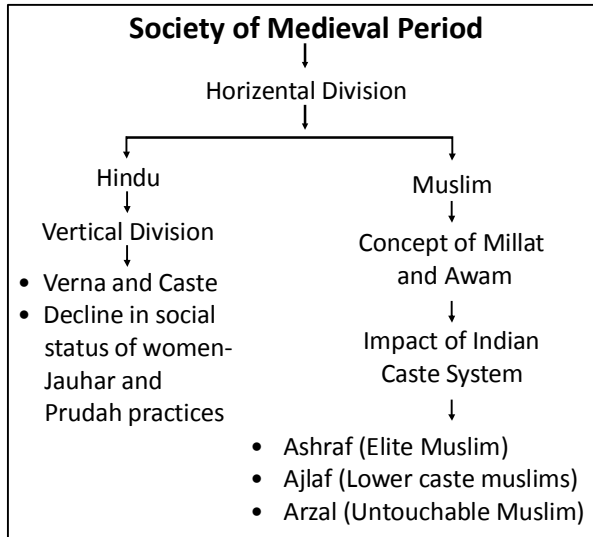 Society of Medieval Period
Horizental Division
Hindu
Vertical Division
• Verna and Caste
• Decline in social
status of women-
Jauhar and
Prudah practices
Muslim
Concept of Millat
and Awam
Impact of Indian
Caste System
• Ashraf (Elite Muslim)
• Ajlaf (Lower caste muslims)
• Arzal (Untouchable Muslim)